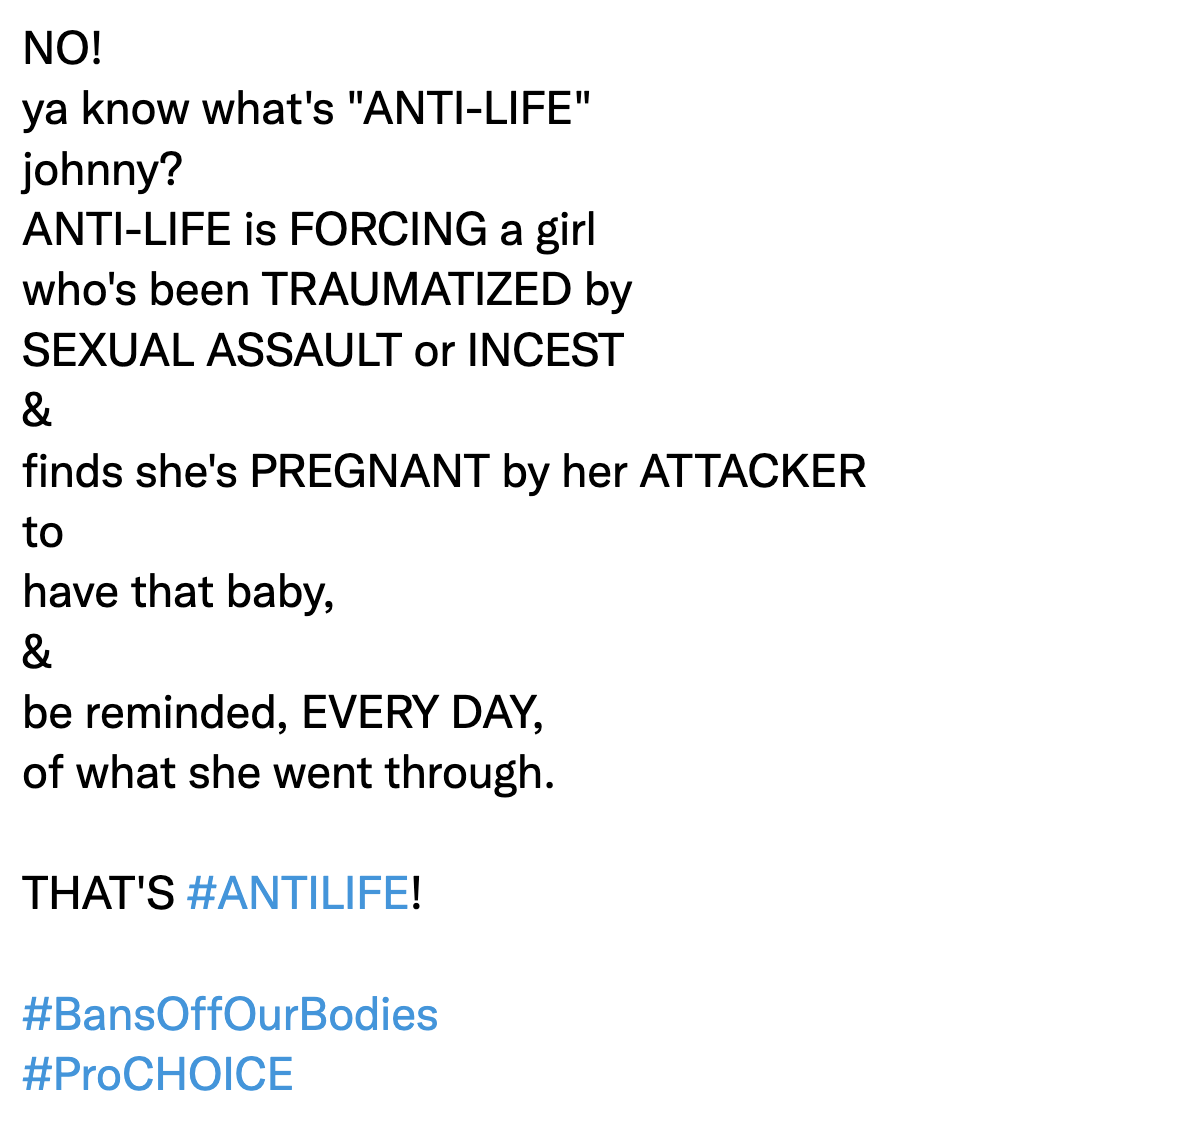 NO!
ya know what's "ANTI-LIFE"
johnny?
ANTI-LIFE is FORCING a girl
who's been TRAUMATIZED by
SEXUAL ASSAULT or INCEST
&
finds she's PREGNANT by her ATTACKER
to
have that baby,
&
be reminded, EVERY DAY,
of what she went through.
THAT'S #ANTILIFE!
#BansOffOurBodies
#ProCHOICE